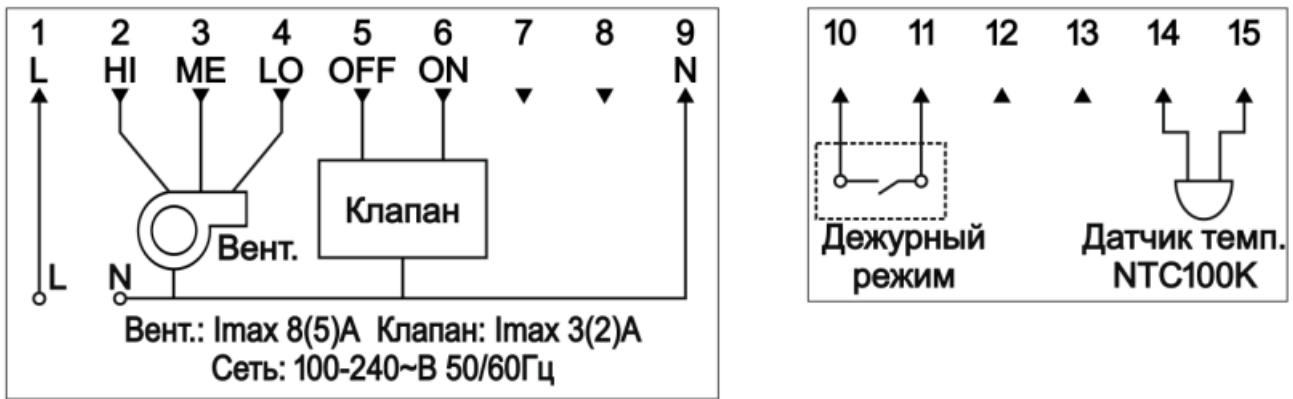 1 2 3 4 5 6 7 8 9
L HI ME LO OFF ON N
Клапан
Вент.
L N
Вент.: Imax 8(5)А Клапан: Imax 3(2)А
Сеть: 100-240~В 50/60Гц
10 11 12 13 14 15
Дежурный
режим
Датчик темп.
NTC100K